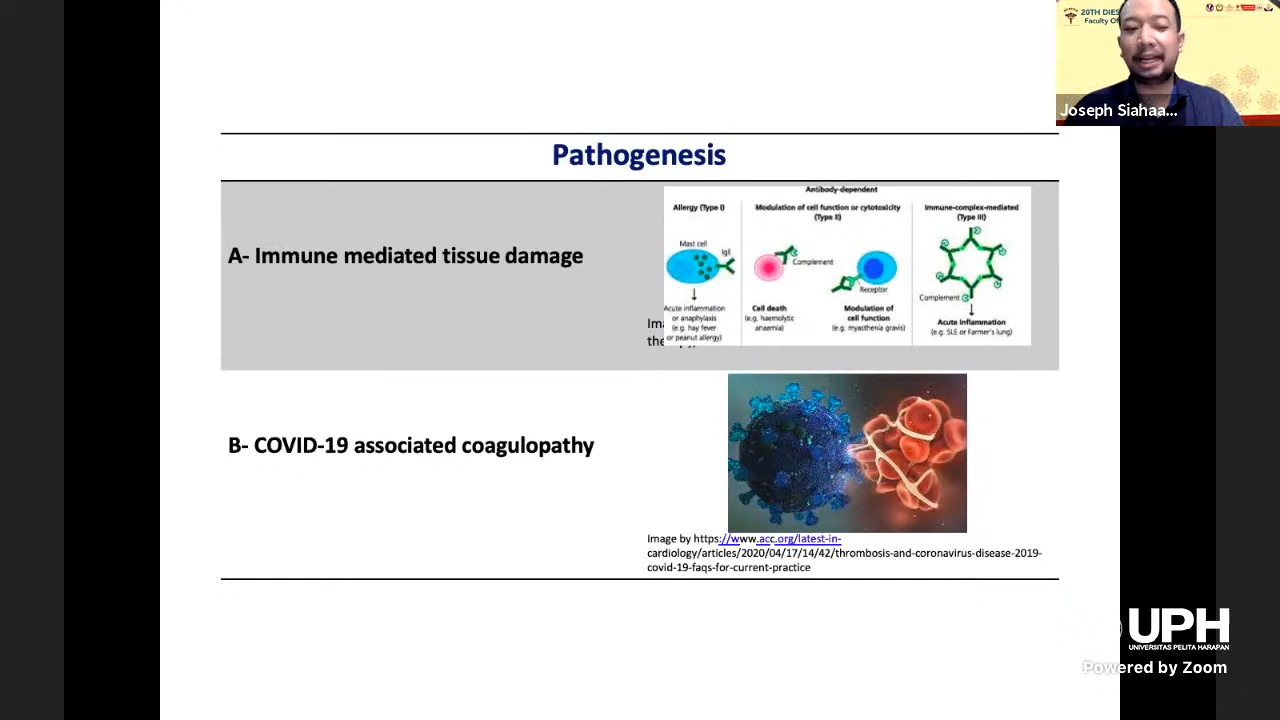 20TH DIES
Faculty Of
Joseph Siahaa...
Pathogenesis
A- Immune mediated tissue damage
Antibody-dependent
Allergy (Type I)
Modulation of cell function or cytotoxicity
(Type II)
Immune-complex-mediated
(Type III)
Mast cell
IgE
Complement
Receptor
Complement
Acute inflammation
or anaphylaxis
(e.g. hay fever
or peanut allergy)
Cell death
(e.g. haemolytic
anaemia)
Modulation of
cell function
(e.g. myasthenia gravis)
Acute inflammation
(e.g. SLE or Farmer's lung)
B- COVID-19 associated coagulopathy
Image by https://www.acc.org/latest-in-
cardiology/articles/2020/04/17/14/42/thrombosis-and-coronavirus-disease-2019-
covid-19-faqs-for-current-practice
UPH
UNIVERSITAS PELITA HARAPAN
Powered by Zoom